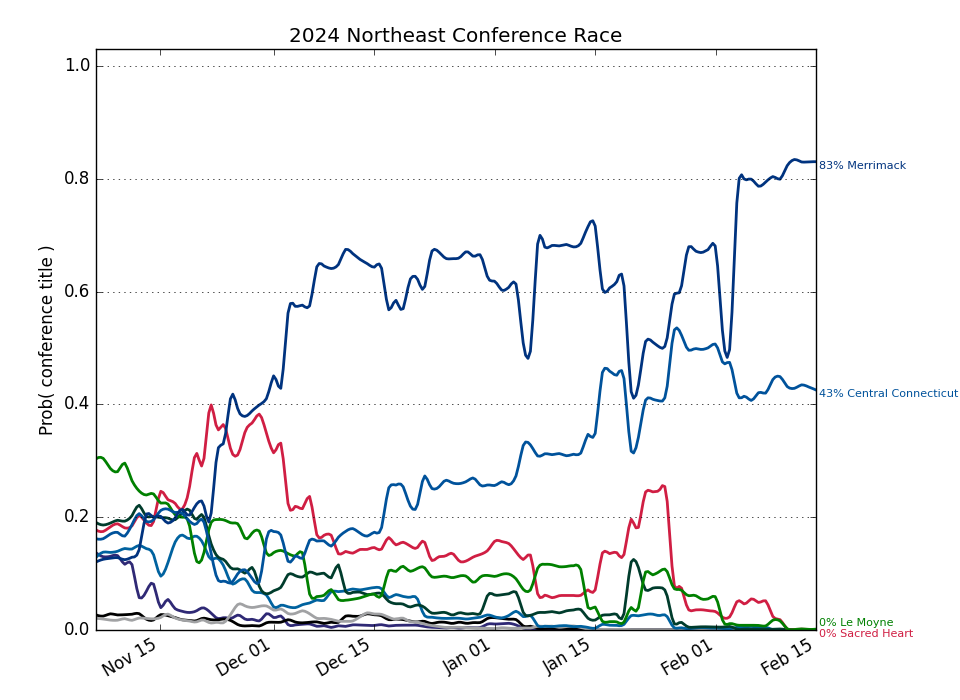 2024 Northeast Conference Race
Prob( conference title )
1.0
0.8
0.6
0.4
0.2
0.0
83% Merrimack
43% Central Connecticut
0% Le Moyne
0% Sacred Heart
Nov 15
Dec 01
Dec 15
Jan 01
Jan 15
Feb 01
Feb 15